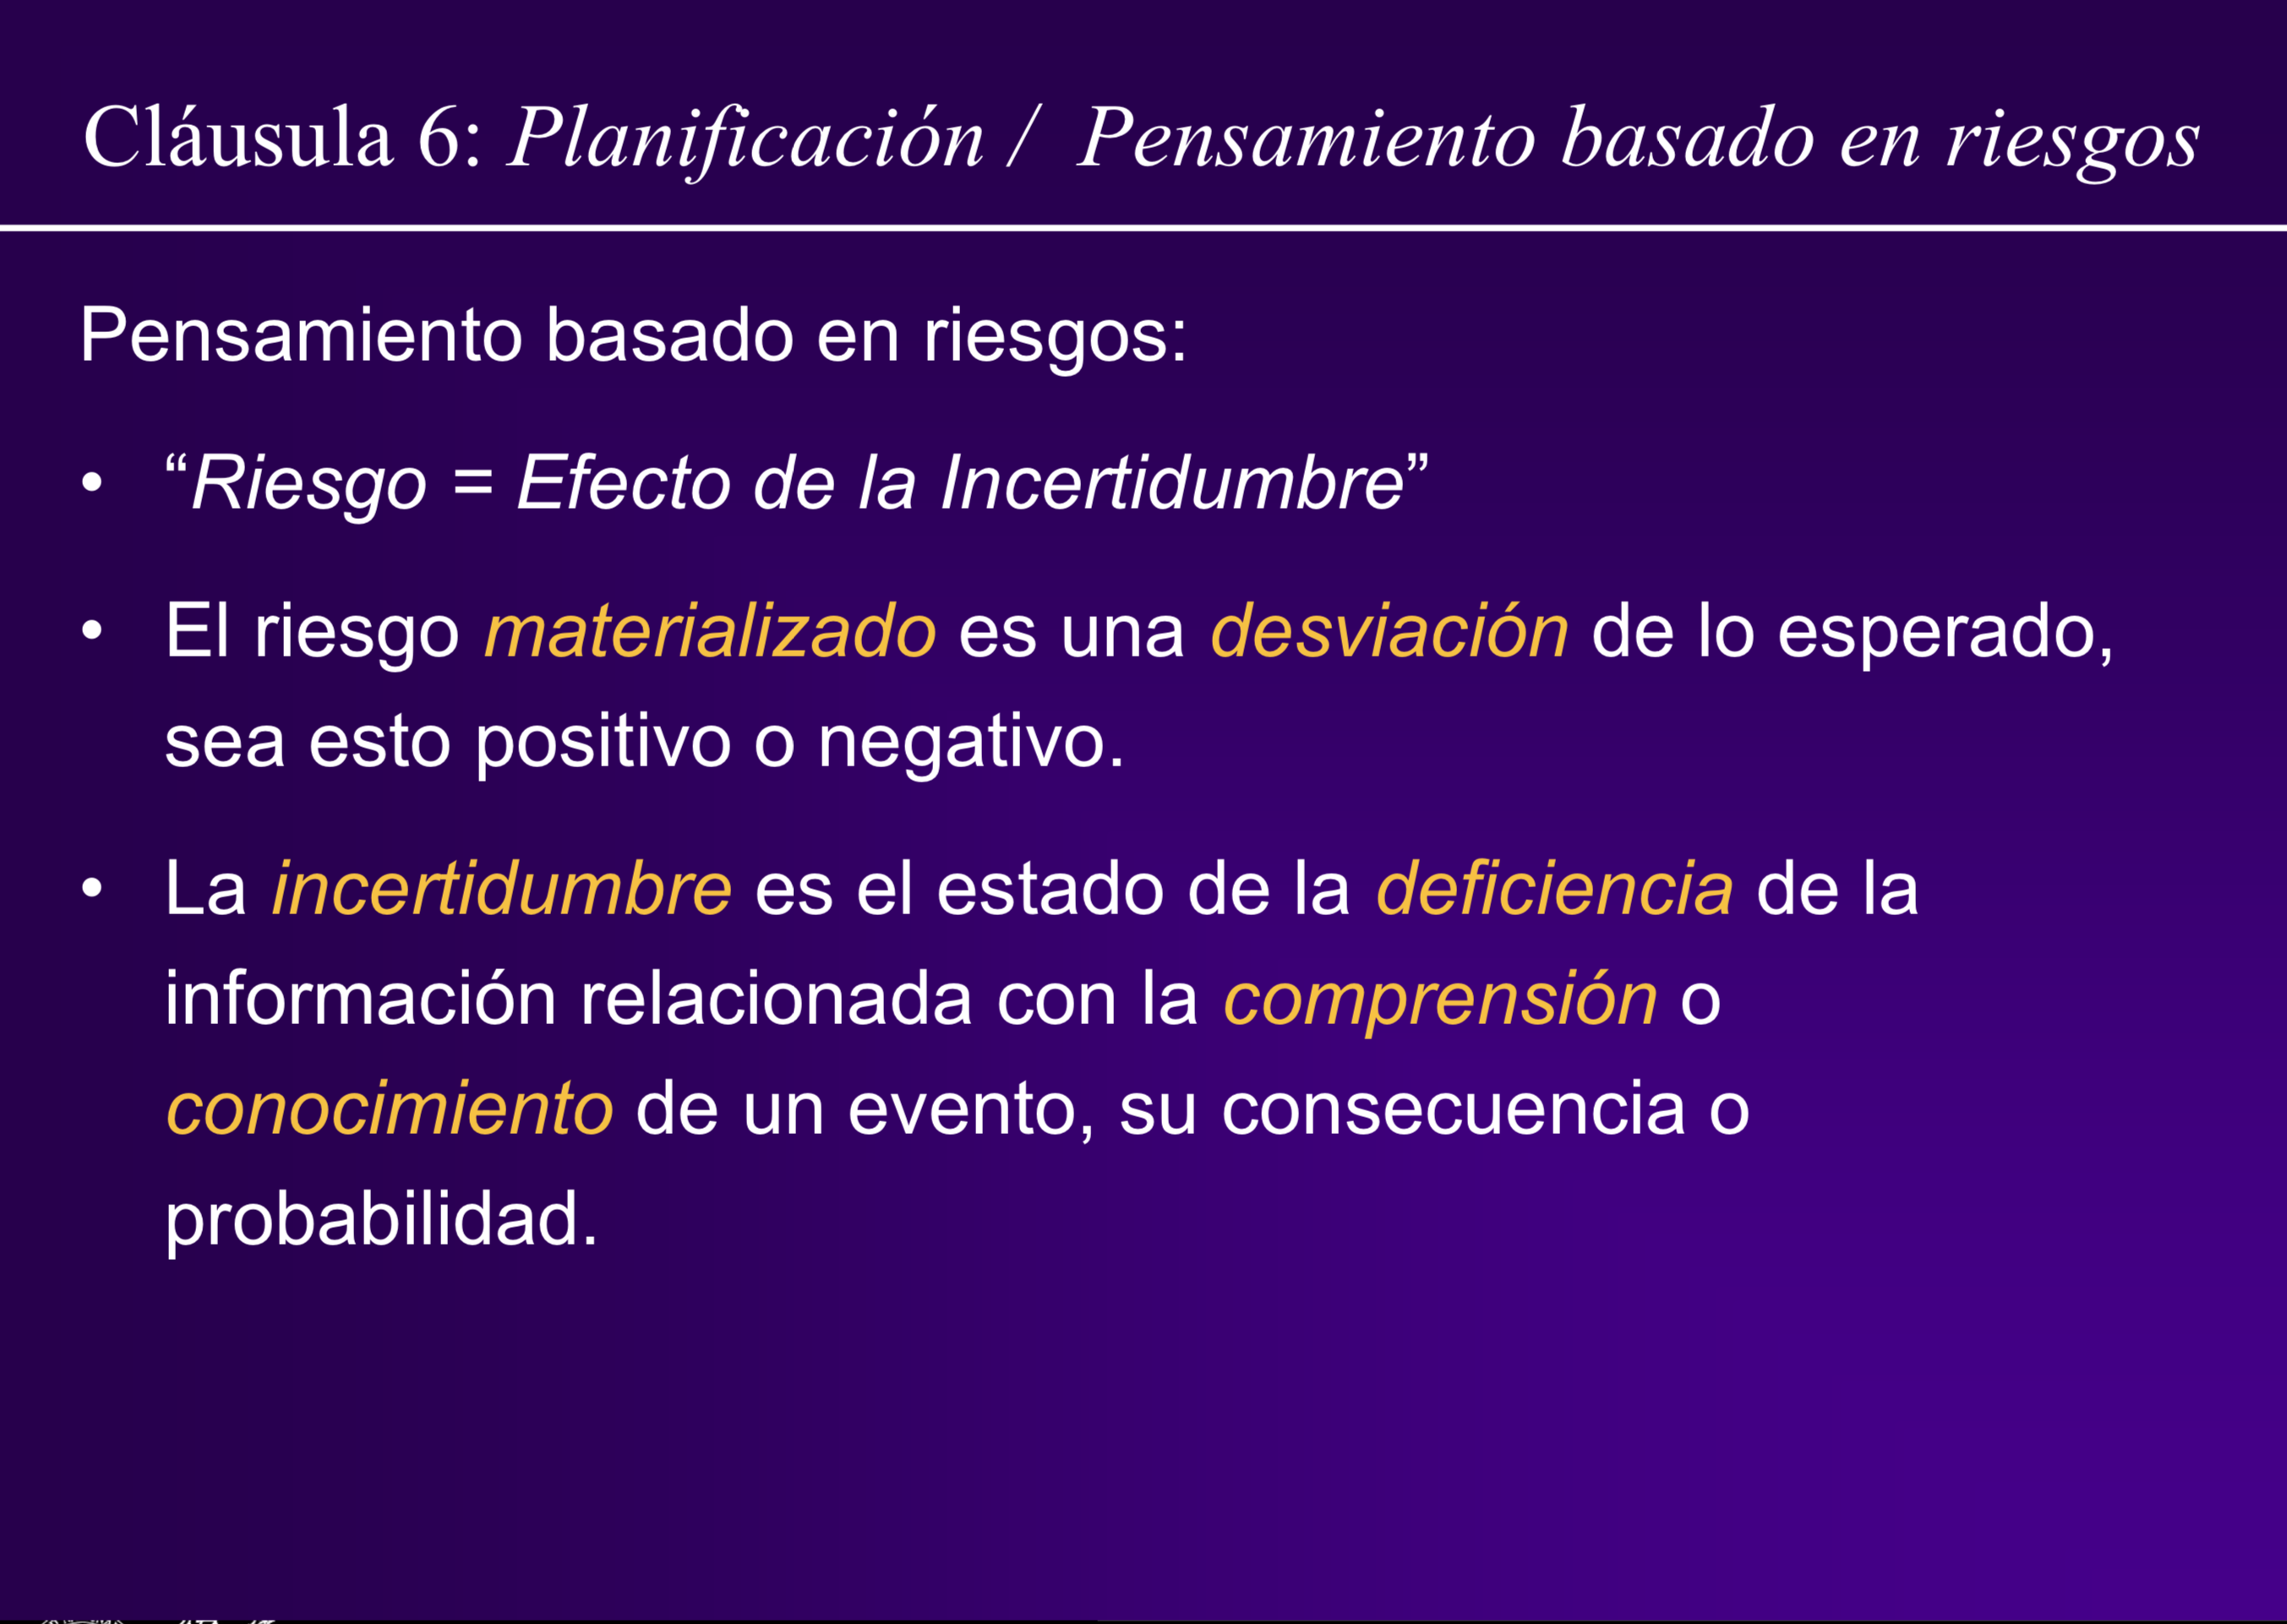 Cláusula 6: Planificación / Pensamiento basado en riesgos
Pensamiento basado en riesgos:
• “Riesgo = Efecto de la Incertidumbre”
• El riesgo materializado es una desviación de lo esperado,
sea esto positivo o negativo.
• La incertidumbre es el estado de la deficiencia de la
información relacionada con la comprensión o
conocimiento de un evento, su consecuencia o
probabilidad.